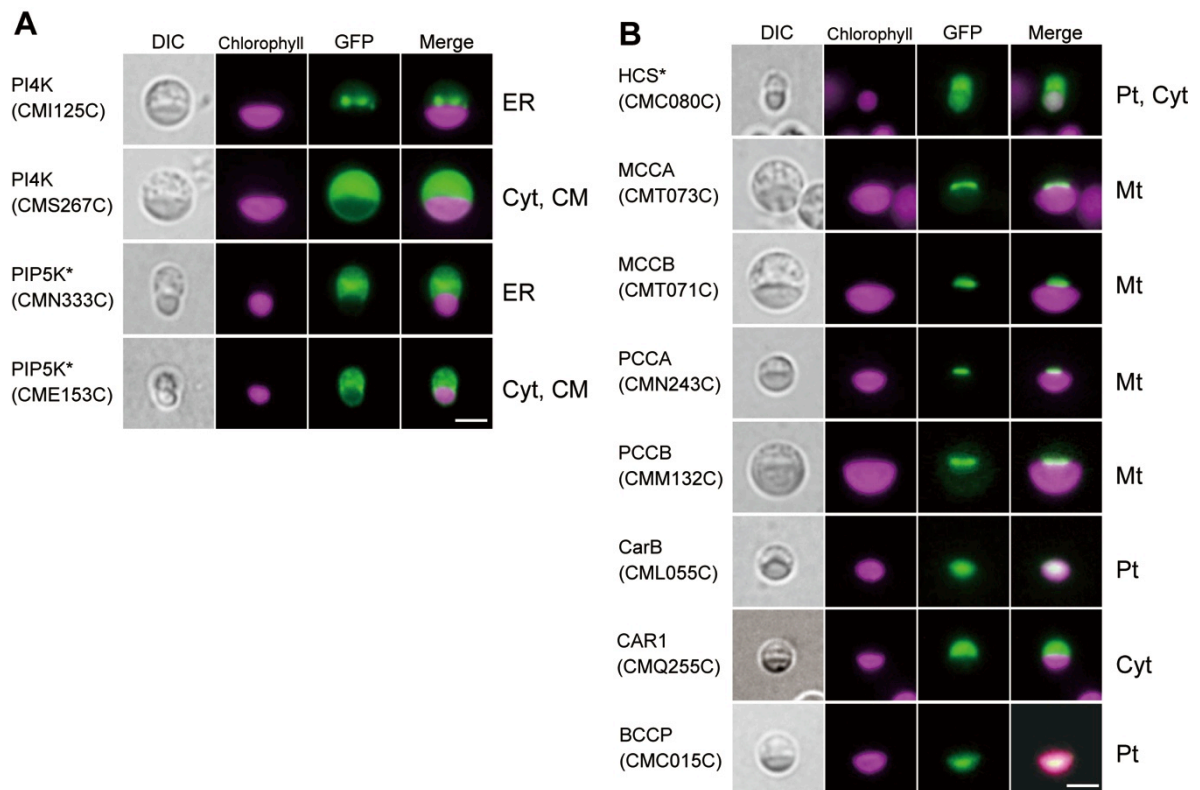 A
DIC Chlorophyll GFP Merge
PI4K
(CMI125C)
ER
PI4K
(CMS267C)
Cyt, CM
PIP5K*
(CMN333C)
ER
PIP5K*
(CME153C)
Cyt, CM
B
DIC Chlorophyll GFP Merge
HCS*
(CMC080C)
Pt, Cyt
MCCA
(CMT073C)
Mt
MCCB
(CMT071C)
Mt
PCCA
(CMN243C)
Mt
PCCB
(CMM132C)
Mt
CarB
(CML055C)
Pt
CAR1
(CMQ255C)
Cyt
BCCP
(CMC015C)
Pt